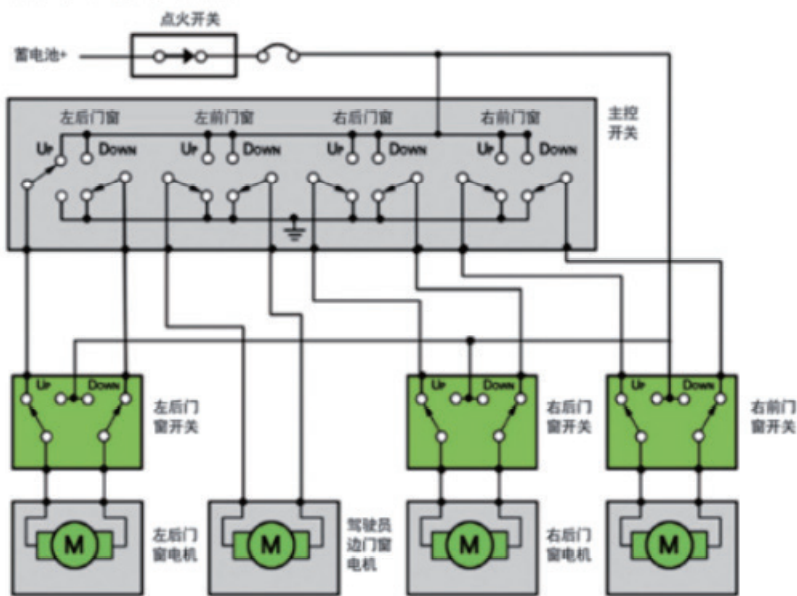 点火开关
蓄电池+
左后门窗
左前门窗
右后门窗
右前门窗
主控
开关
UP
DOWN
UP
DOWN
UP
DOWN
UP
DOWN
UP
DOWN
左后门
窗开关
UP
DOWN
右后门
窗开关
UP
DOWN
右前门
窗开关
M
左后门
窗电机
M
驾驶员
边门窗
电机
M
右后门
窗电机
M